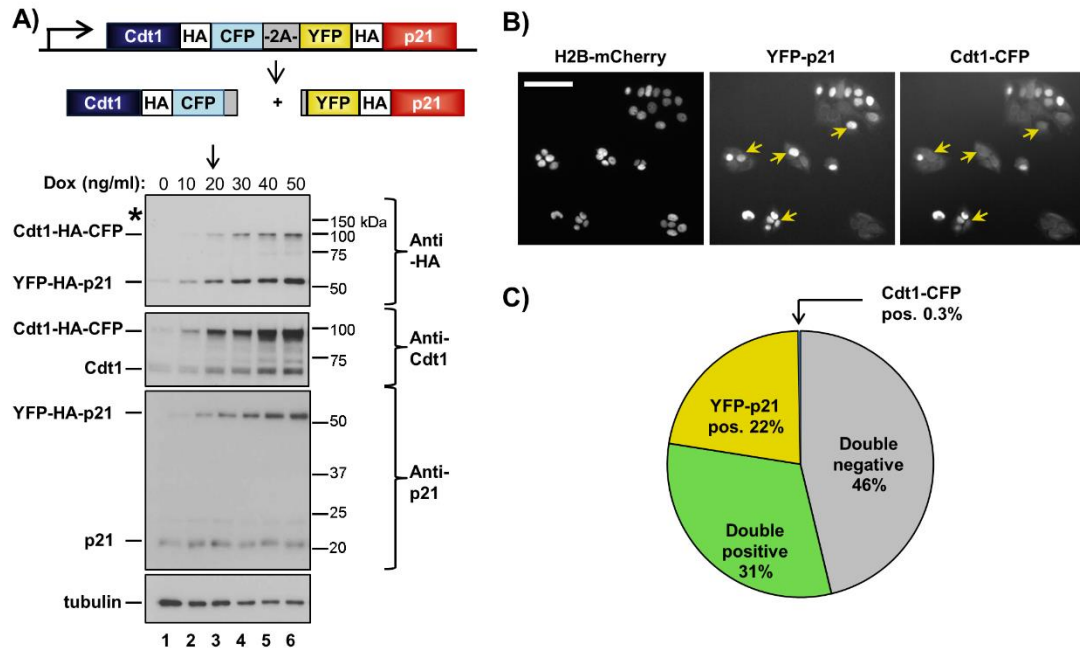 A)
Cdt1 HA CFP -2A- YFP HA p21
Cdt1 HA CFP + YFP HA p21
Dox (ng/ml): 0 10 20 30 40 50
*
Cdt1-HA-CFP
YFP-HA-p21
150 kDa
100
75
50
Anti
-HA
Cdt1-HA-CFP
Cdt1
100
75
Anti-
Cdt1
YFP-HA-p21
p21
50
37
25
20
Anti-
p21
tubulin
1 2 3 4 5 6
B)
H2B-mCherry YFP-p21 Cdt1-CFP
C)
Cdt1-CFP
pos. 0.3%
YFP-p21
pos. 22%
Double
negative
46%
Double
positive
31%